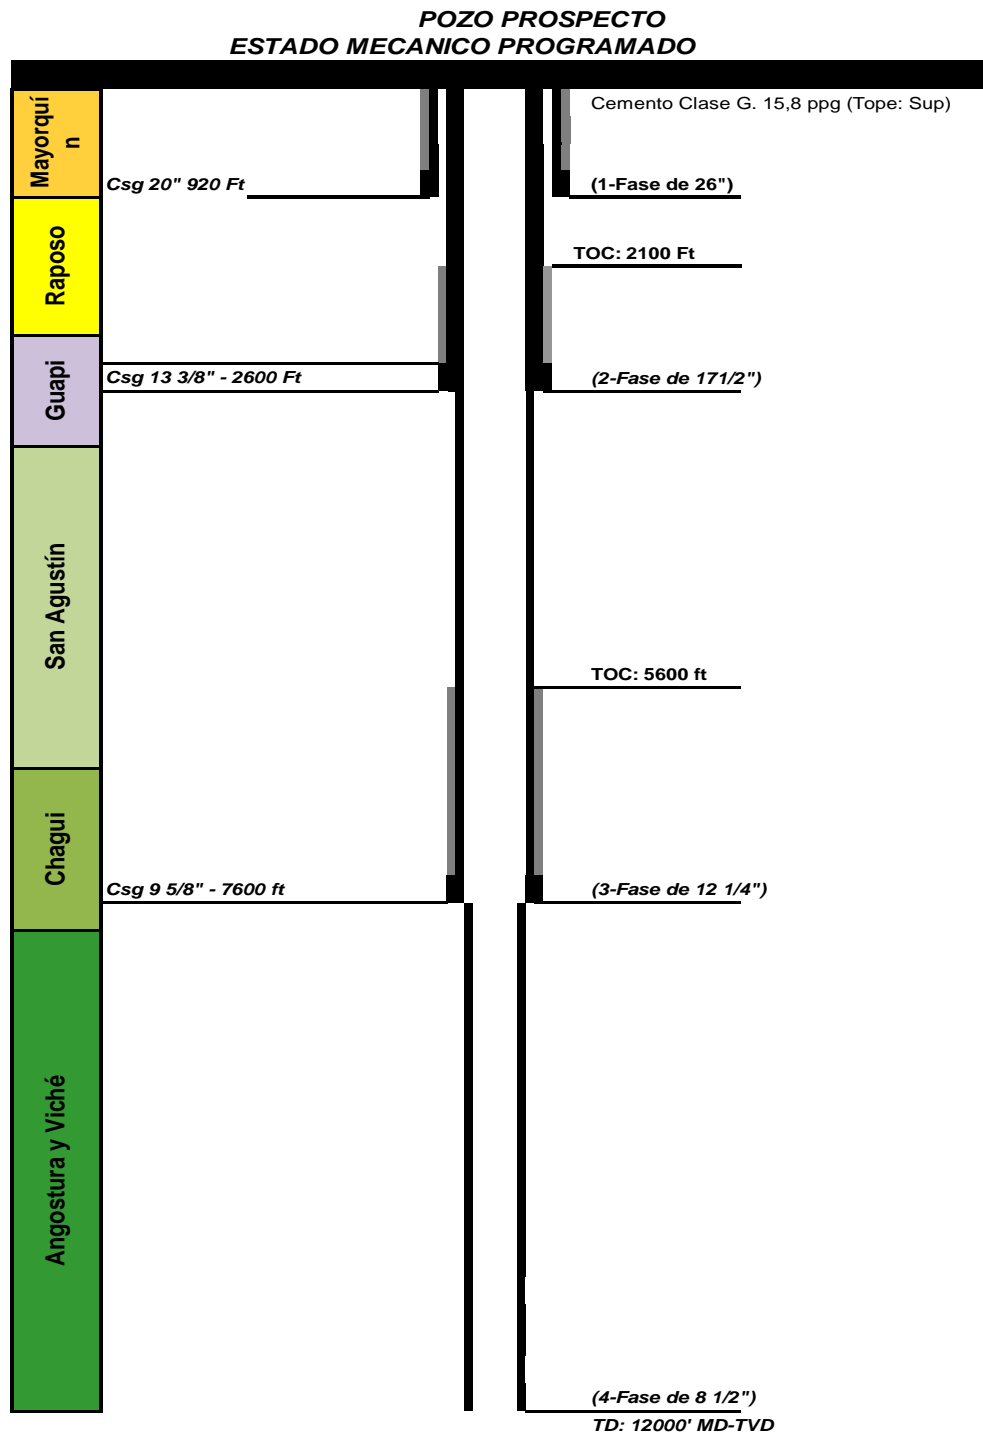 POZO PROSPECTO
ESTADO MECANICO PROGRAMADO
Mayorquí
n
Cemento Clase G. 15,8 ppg (Tope: Sup)
Csg 20" 920 Ft
(1-Fase de 26")
Raposo
TOC: 2100 Ft
Guapi
Csg 13 3/8" - 2600 Ft
(2-Fase de 171/2")
San Agustín
TOC: 5600 ft
Chagui
Csg 9 5/8" - 7600 ft
(3-Fase de 12 1/4")
Angostura y Viché
(4-Fase de 8 1/2")
TD: 12000' MD-TVD